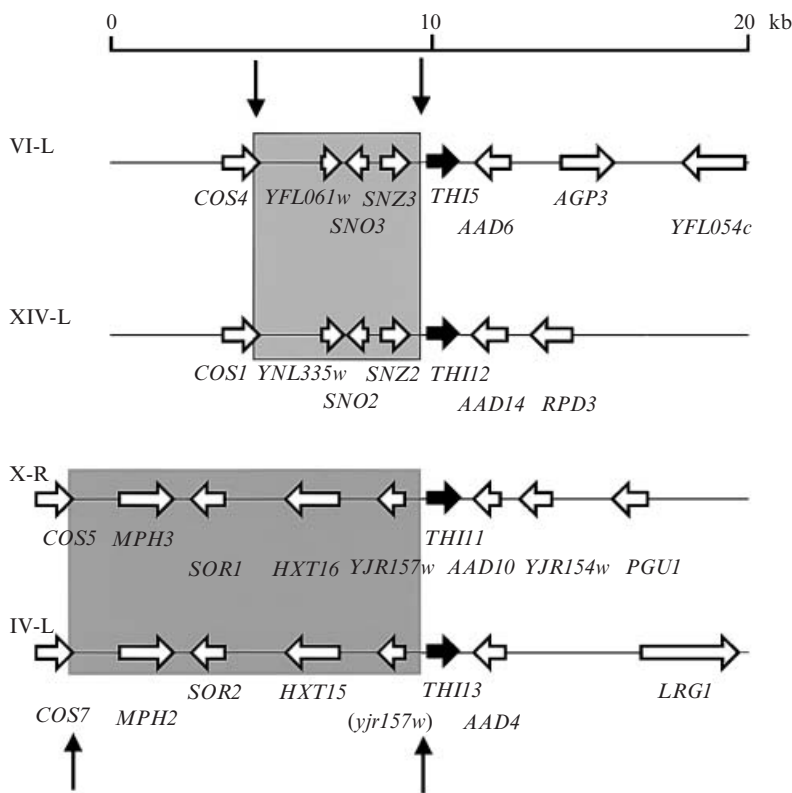 0 10 20 kb
VI-L
COS4 YFL061w SNZ3 THI5 AGP3
SNO3 AAD6 YFL054c
XIV-L
COS1 YNL335w SNZ2 THI12
SNO2 AAD14 RPD3
X-R
COS5 MPH3 THI11
SOR1 HXT16 YJR157w AAD10 YJR154w PGU1
IV-L
SOR2 HXT15 THI13 LRG1
COS7 MPH2 (yjr157w) AAD4